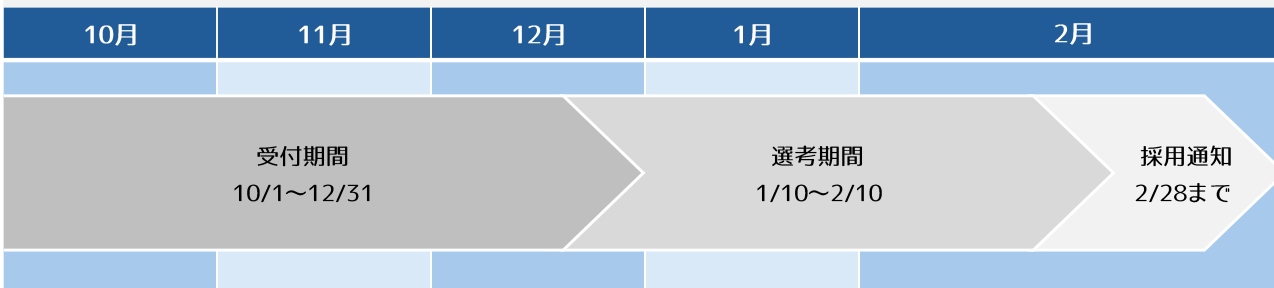 10月
11月
12月
1月
2月
受付期間
10/1〜12/31
選考期間
1/10〜2/10
採用通知
2/28まで